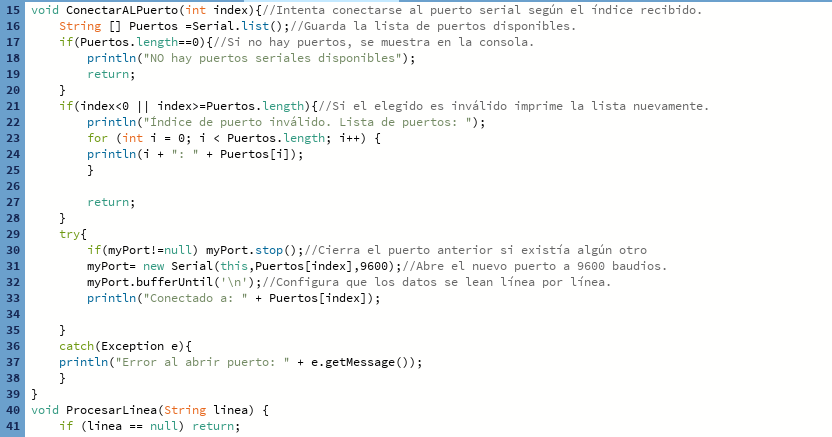 15 void ConectarALPuerto(int index){//Intenta conectarse al puerto serial según el índice recibido.
16 String [] Puertos =Serial.list();//Guarda la lista de puertos disponibles.
17 if(Puertos.length==0){//Si no hay puertos, se muestra en la consola.
18 println("NO hay puertos seriales disponibles");
19 return;
20 }
21 if(index<0 || index>=Puertos.length){//Si el elegido es inválido imprime la lista nuevamente.
22 println("Índice de puerto inválido. Lista de puertos: ");
23 for (int i = 0; i < Puertos.length; i++) {
24 println(i + ": " + Puertos[i]);
25 }
26
27 return;
28 }
29 try{
30 if(myPort!=null) myPort.stop();//Cierra el puerto anterior si existía algún otro
31 myPort= new Serial(this,Puertos[index],9600);//Abre el nuevo puerto a 9600 baudios.
32 myPort.bufferUntil('\n');//Configura que los datos se lean línea por línea.
33 println("Conectado a: " + Puertos[index]);
34
35 }
36 catch(Exception e){
37 println("Error al abrir puerto: " + e.getMessage());
38 }
39 }
40 void ProcesarLinea(String linea) {
41 if (linea == null) return;